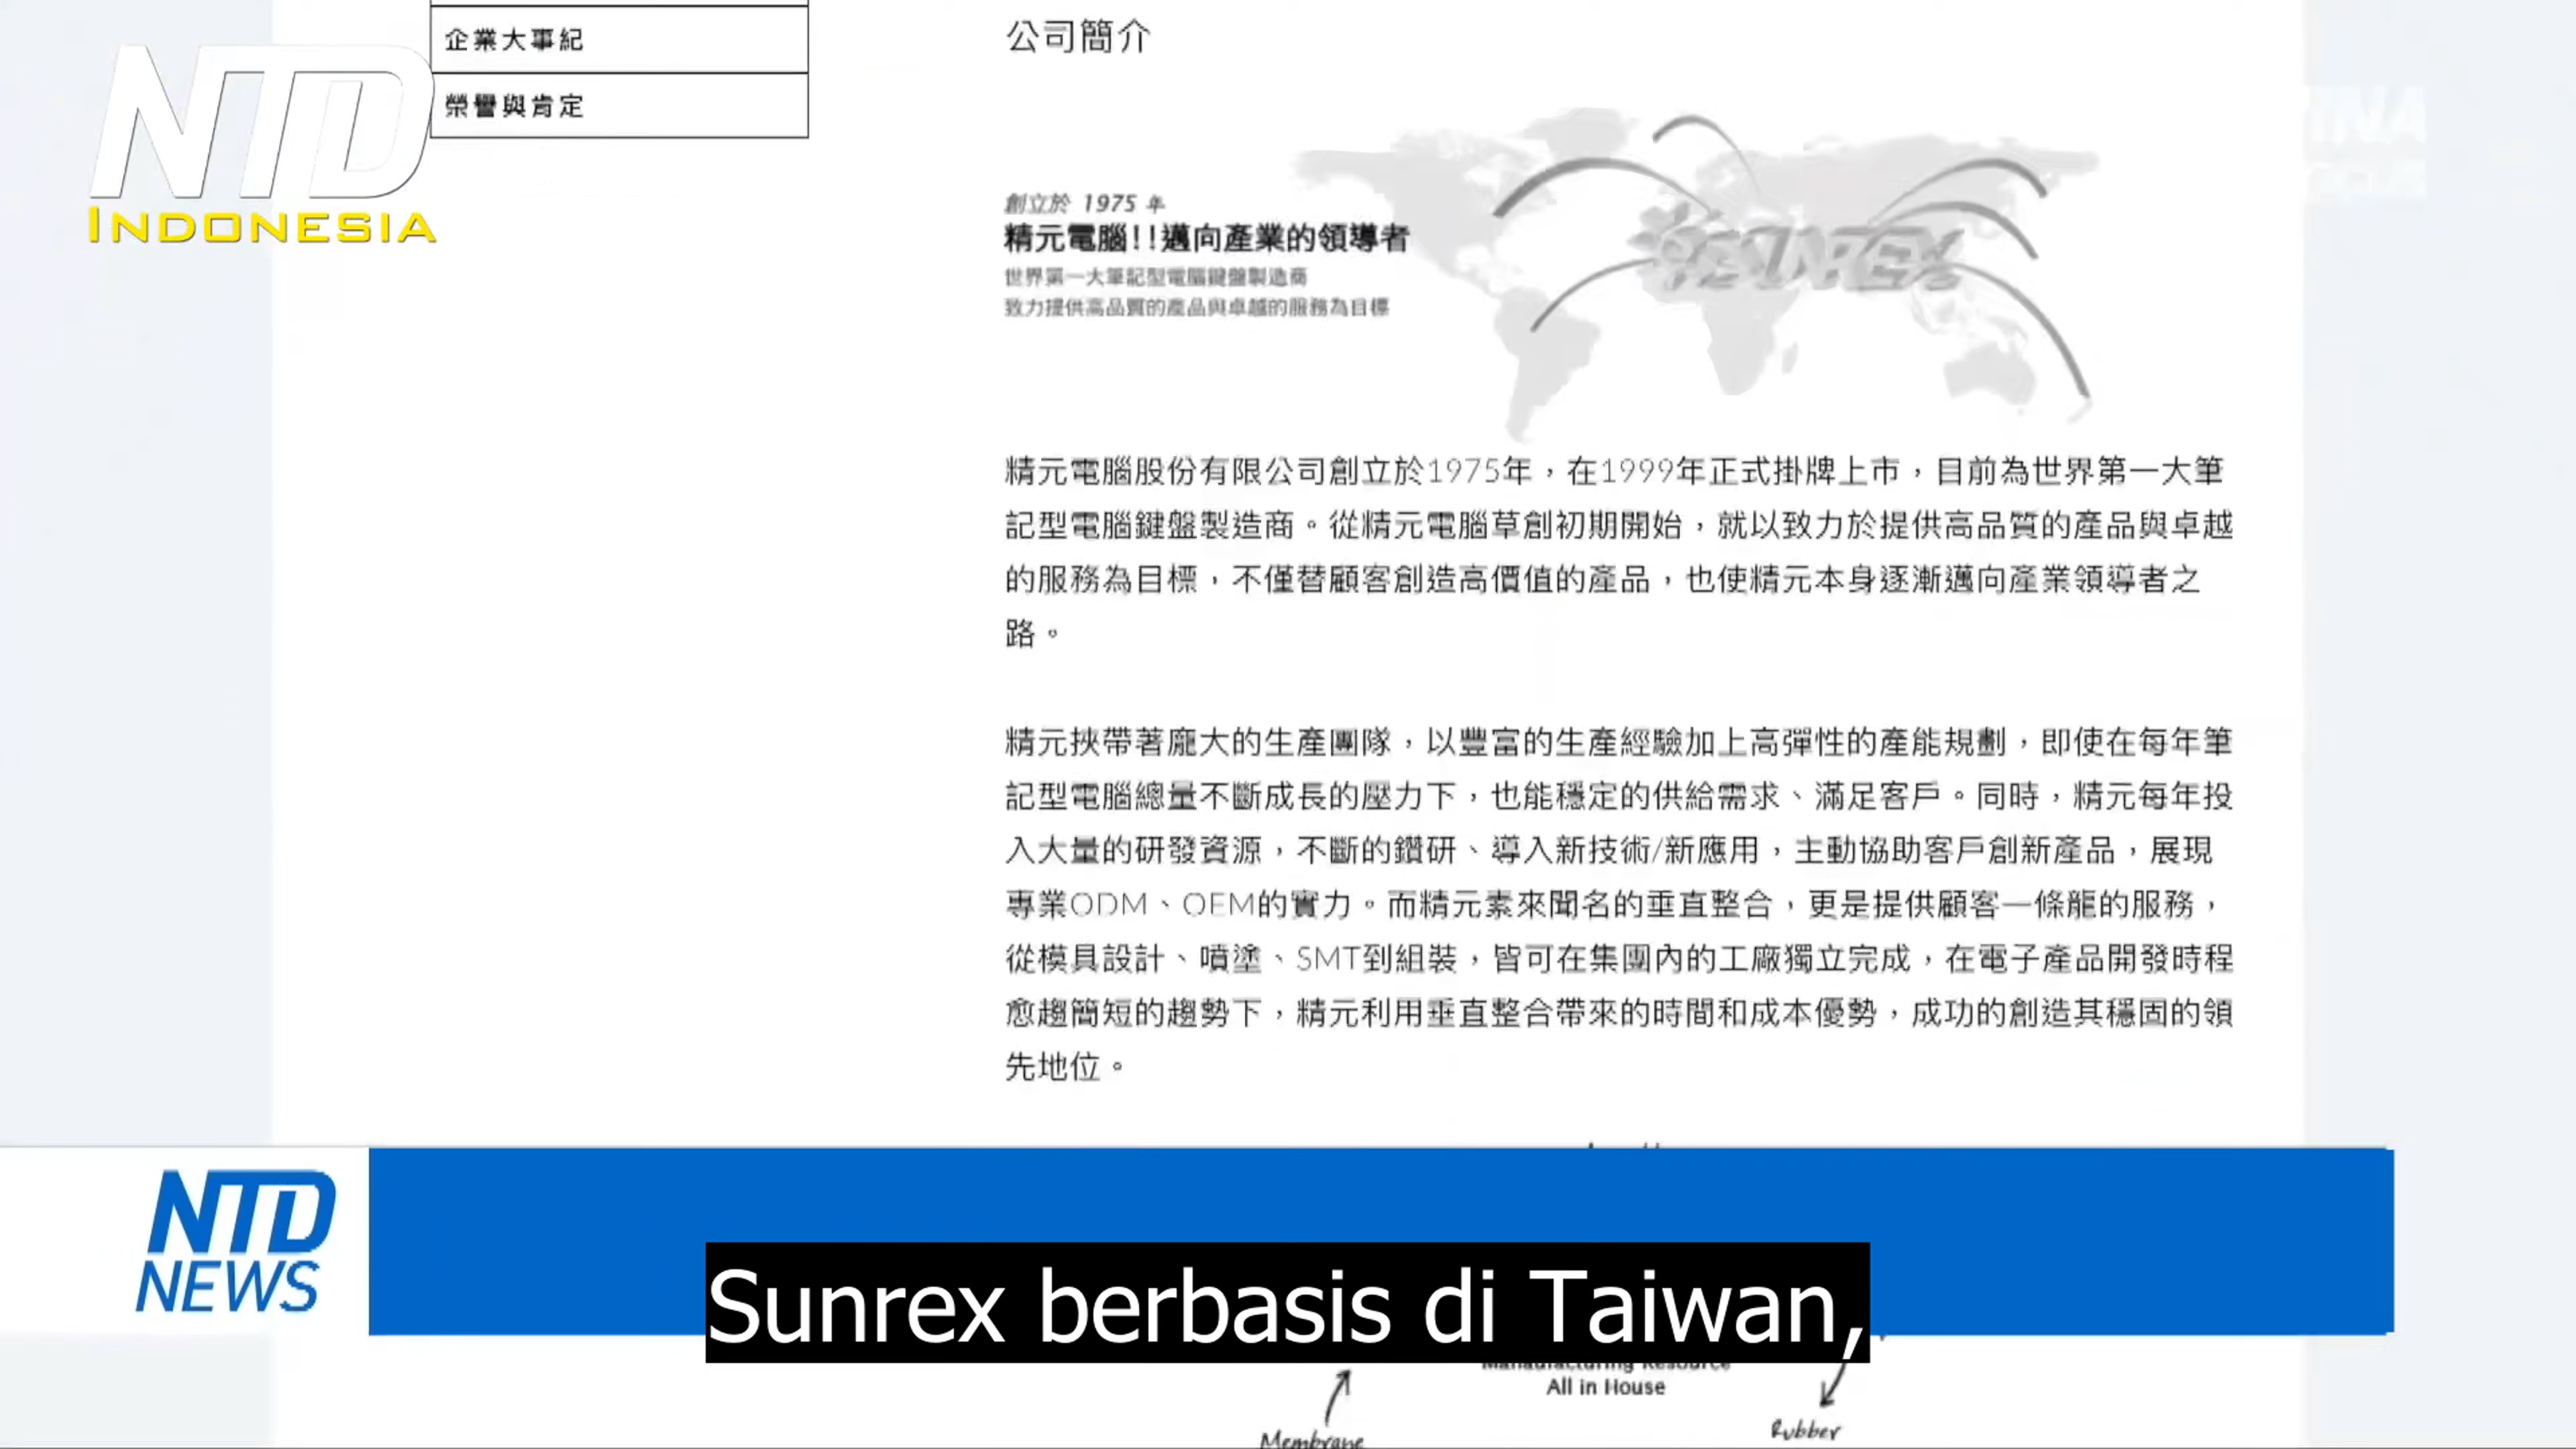 企業大事紀
榮譽與肯定
NTD
INDONESIA
公司簡介
創立於 1975 年
精元電腦!!邁向產業的領導者
世界第一大筆記型電腦鍵盤製造商
致力提供高品質的產品與卓越的服務為目標
SUNREX
精元電腦股份有限公司創立於1975年，在1999年正式掛牌上市，目前為世界第一大筆
記型電腦鍵盤製造商。從精元電腦草創初期開始，就以致力於提供高品質的產品與卓越
的服務為目標，不僅替顧客創造高價值的產品，也使精元本身逐漸邁向產業領導者之
路。
精元挾帶著龐大的生產團隊，以豐富的生產經驗加上高彈性的產能規劃，即使在每年筆
記型電腦總量不斷成長的壓力下，也能穩定的供給需求、滿足客戶。同時，精元每年投
入大量的研發資源，不斷的鑽研、導入新技術/新應用，主動協助客戶創新產品，展現
專業ODM、OEM的實力。而精元素來聞名的垂直整合，更是提供顧客一條龍的服務，
從模具設計、噴塗、SMT到組裝，皆可在集團內的工廠獨立完成，在電子產品開發時程
愈趨簡短的趨勢下，精元利用垂直整合帶來的時間和成本優勢，成功的創造其穩固的領
先地位。
NTD
NEWS
Sunrex berbasis di Taiwan,
All in House
Membrane
Rubber